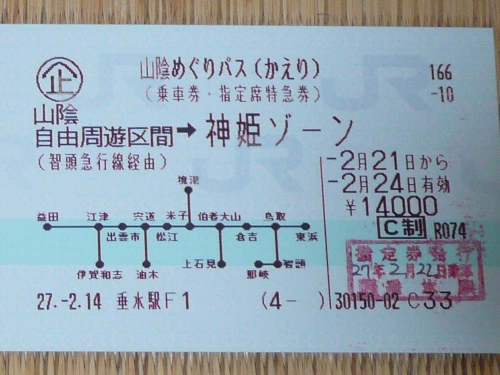 企
山陰めぐりパス(かえり)
(乗車券・指定席特急券)
166
-10
山陰
自由周遊区間➡神姫ゾーン
(智頭急行線経由)
-2月21日から
-2月24日有効
¥14000
C制 R074
境港
益田 江津 宍道 米子 伯耆大山 鳥取
出雲市 松江 倉吉 東浜
伊賀和志 油木 上石見 那岐 智頭
指定券発行
27年2月22日乗車
27.-2.14 垂水駅F1 (4-) 30150-02 C33